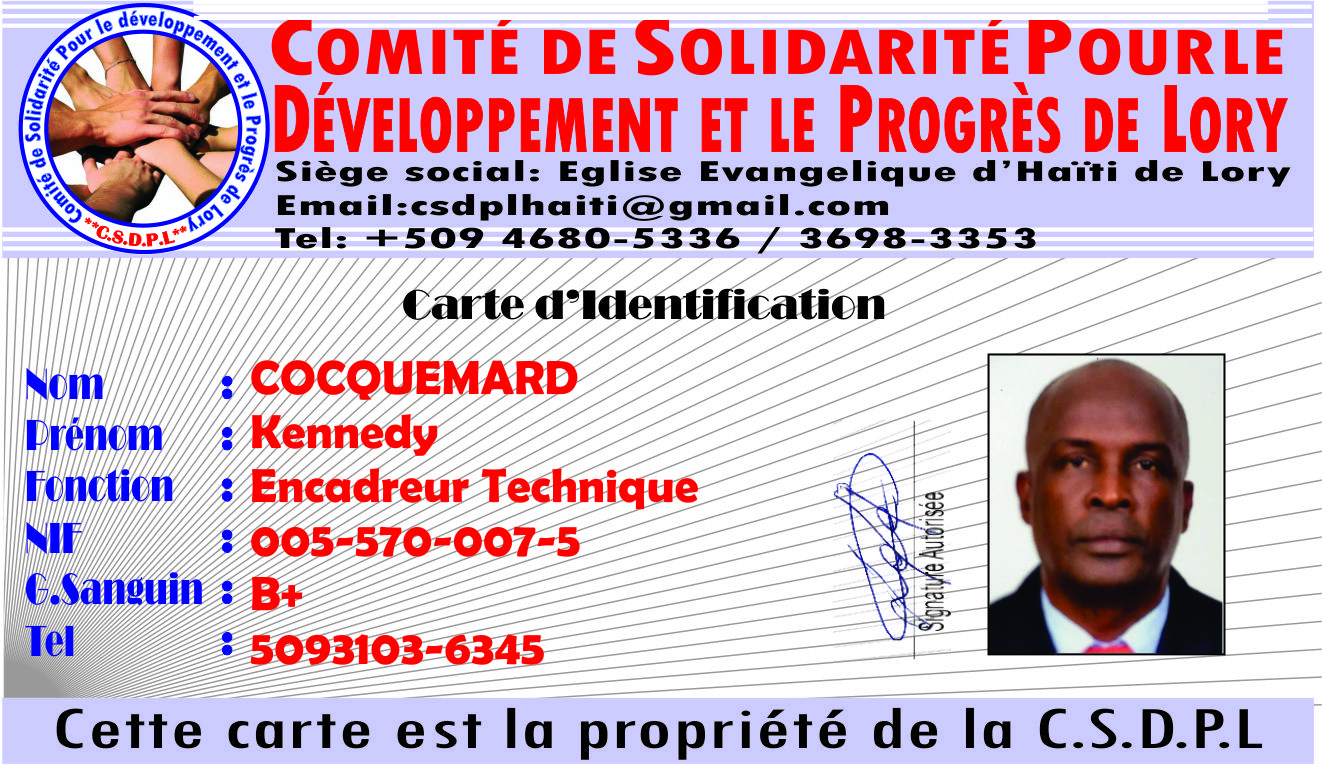 Comité de Solidarité Pour le développement et le Progrès de Lory
**C.S.D.P.L**
COMITÉ DE SOLIDARITÉ POURLE
DÉVELOPPEMENT ET LE PROGRÈS DE LORY
Siège social: Eglise Evangelique d'Haïti de Lory
Email:csdplhaiti@gmail.com
Tel: +509 4680-5336 / 3698-3353
Carte d'Identification
Nom : COCQUEMARD
Prénom : Kennedy
Fonction : Encadreur Technique
NIF : 005-570-007-5
G.Sanguin : B+
Tel : 5093103-6345
Signature Autorisée
Cette carte est la propriété de la C.S.D.P.L